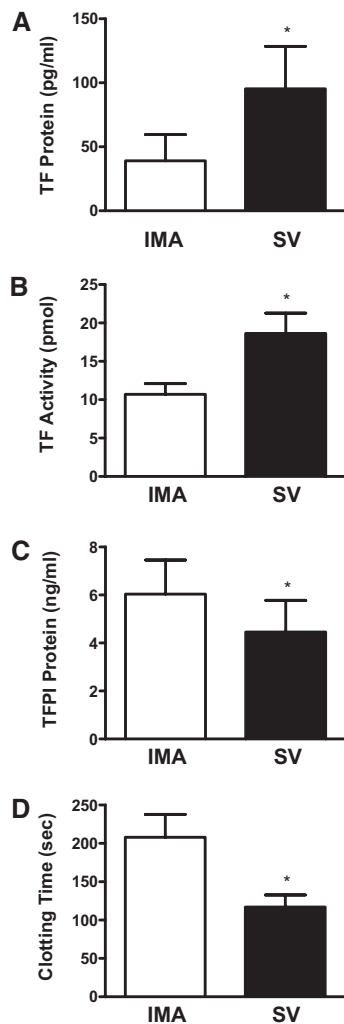 A
TF Protein (pg/ml)
150
100
50
0
*
IMA SV
B
TF Activity (pmol)
25
20
15
10
5
0
*
IMA SV
C
TFPI Protein (ng/ml)
8
6
4
2
0
*
IMA SV
D
Clotting Time (sec)
250
200
150
100
50
0
*
IMA SV